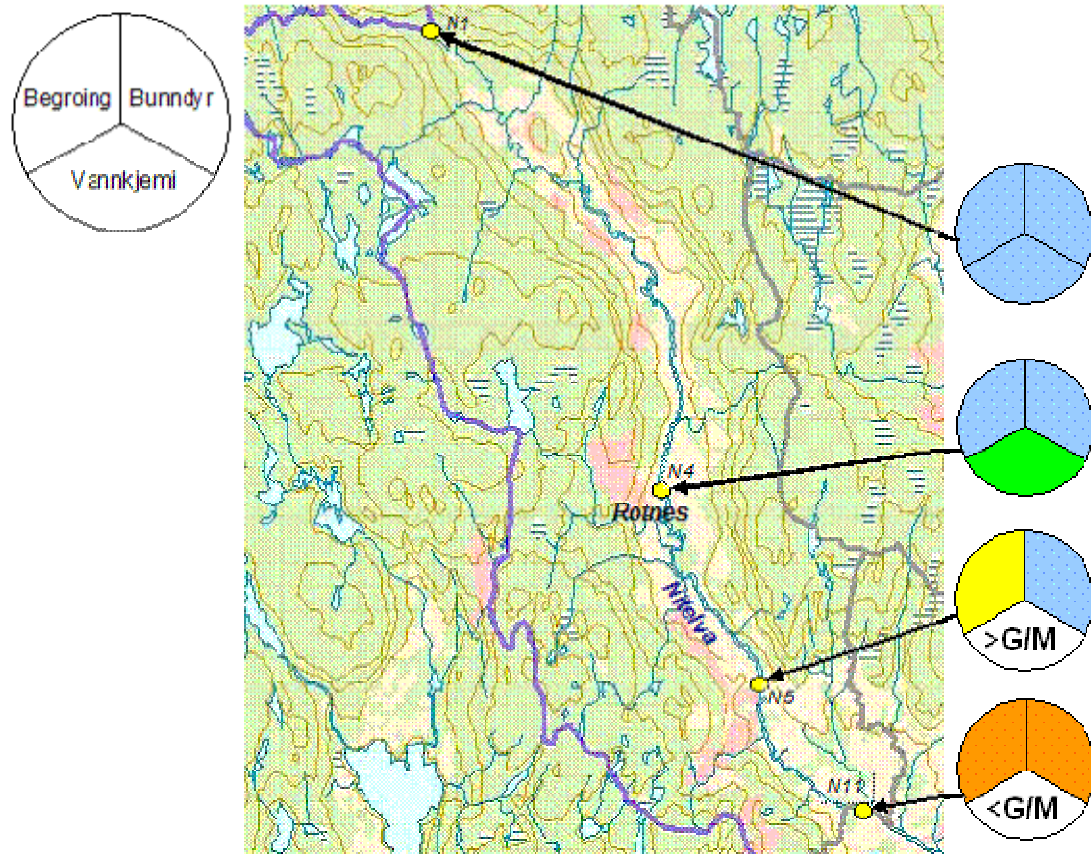 N1
Begroing Bunndyr
Vannkjemi
N4
Rotnes
Nitelva
>G/M
N5
N11
<G/M